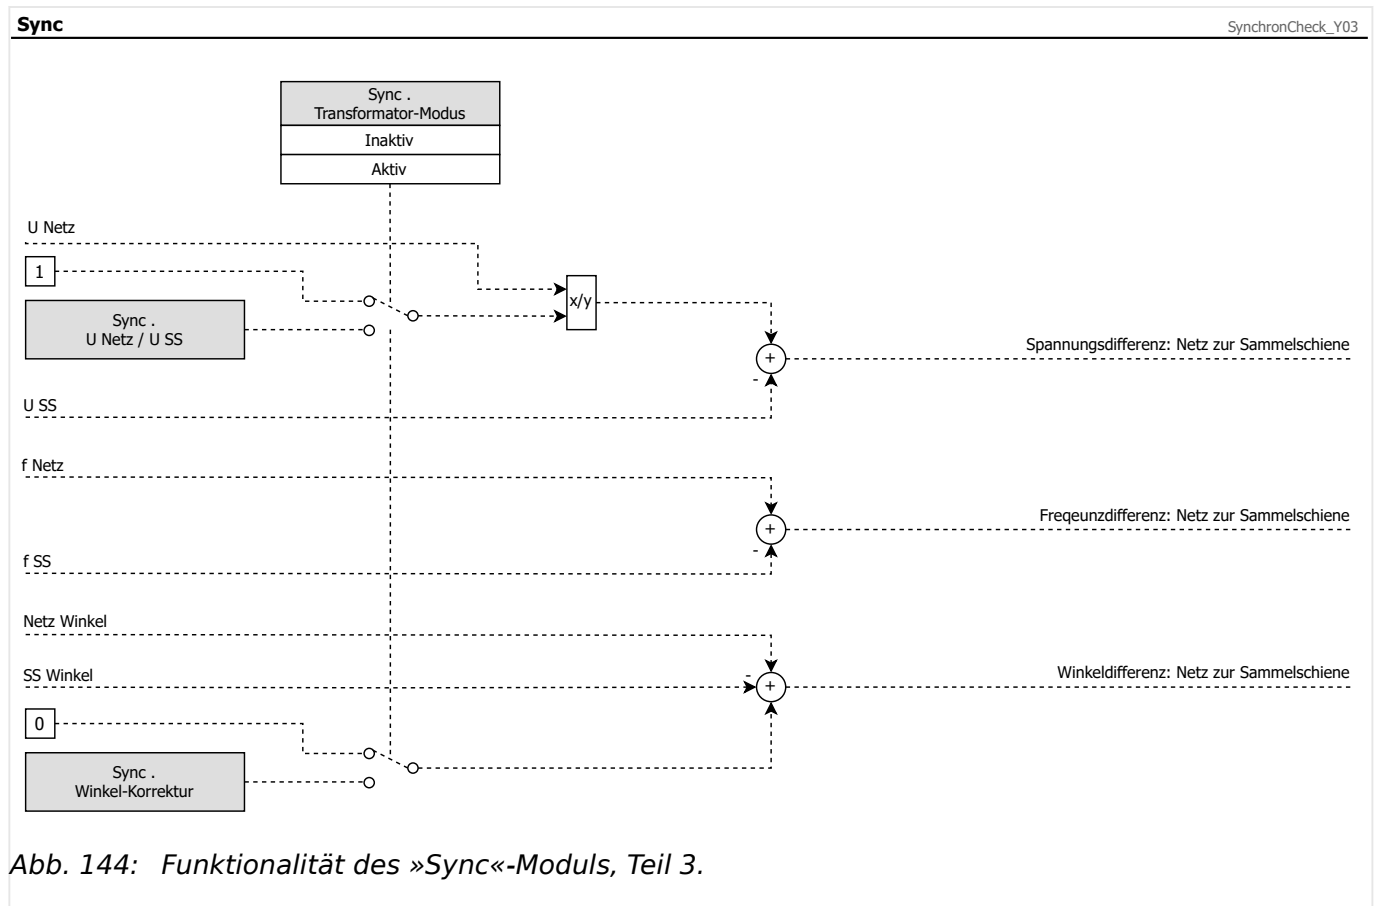 Sync
SynchronCheck_Y03
Sync .
Transformator-Modus
Inaktiv
Aktiv
U Netz
1
x/y
Sync .
U Netz / U SS
Spannungsdifferenz: Netz zur Sammelschiene
+
-
U SS
f Netz
Freqeunzdifferenz: Netz zur Sammelschiene
+
-
f SS
Netz Winkel
SS Winkel
-
+
Winkeldifferenz: Netz zur Sammelschiene
0
Sync .
Winkel-Korrektur
Abb. 144: Funktionalität des »Sync«-Moduls, Teil 3.